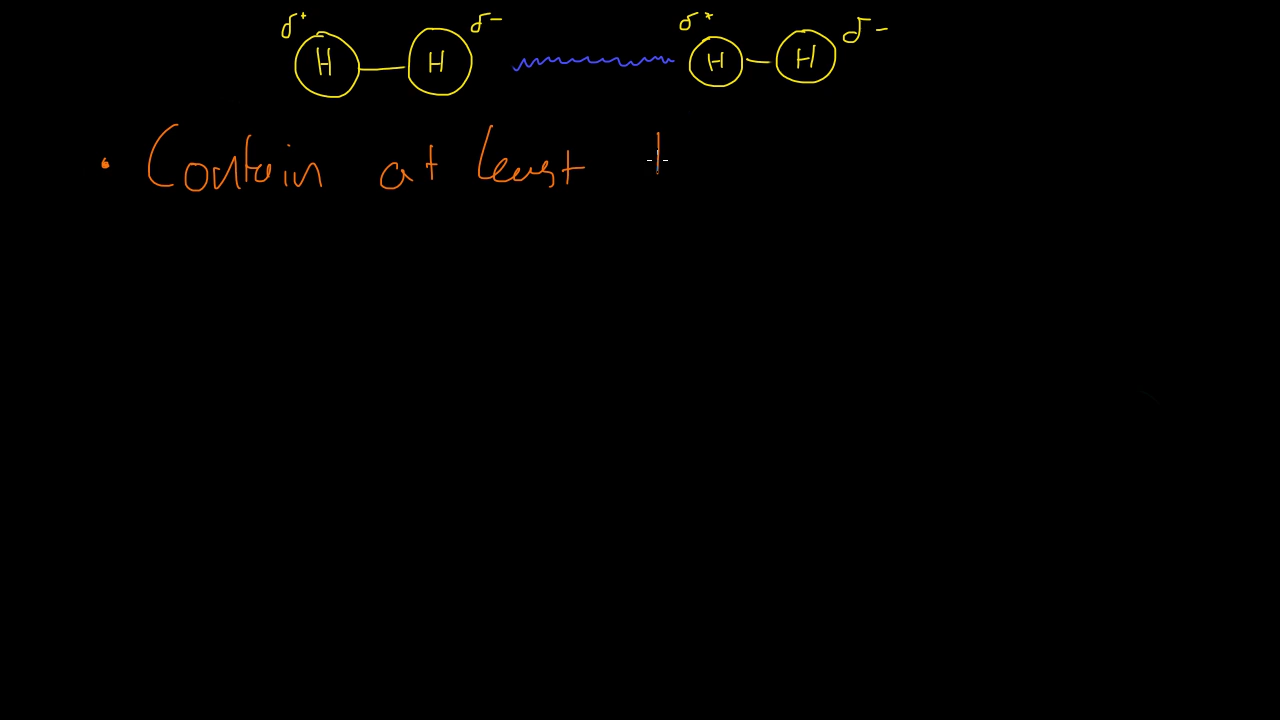 δ+ H H δ- δ+ H H δ-
• Contain at least t